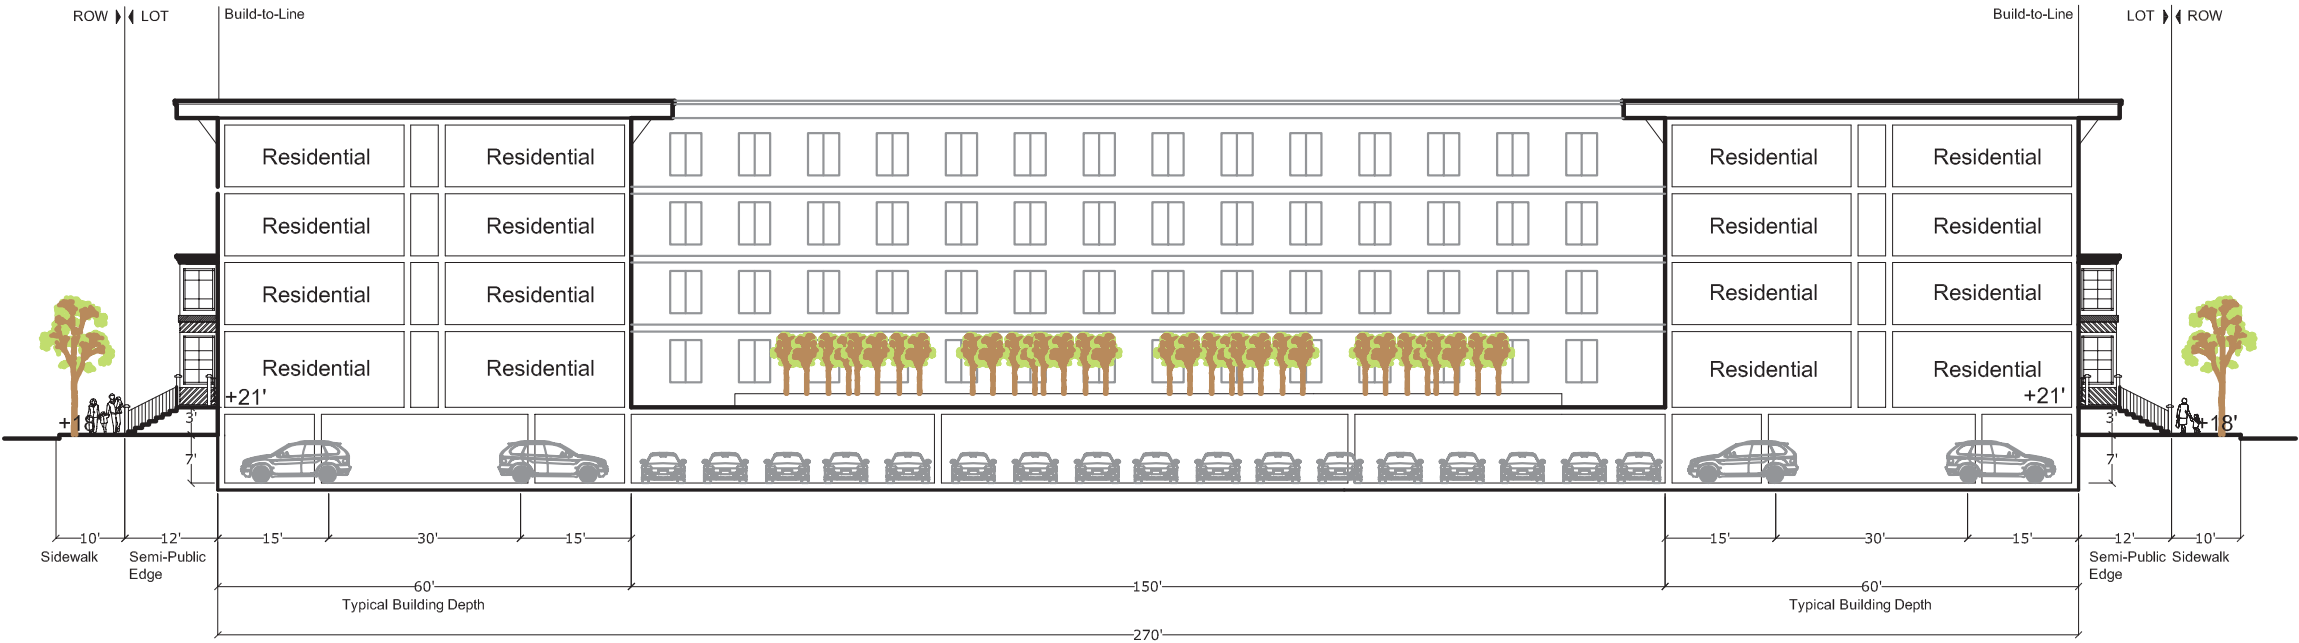 ROW LOT Build-to-Line Build-to-Line LOT ROW
Residential Residential Residential Residential
Residential Residential Residential Residential
Residential Residential Residential Residential
Residential Residential Residential Residential
+21' +21'
+18' 3' 3' +18'
7' 7'
10' 12' 15' 30' 15' 15' 30' 15' 12' 10'
Sidewalk Semi-Public Semi-Public Sidewalk
Edge Edge
60' 150' 60'
Typical Building Depth Typical Building Depth
270'